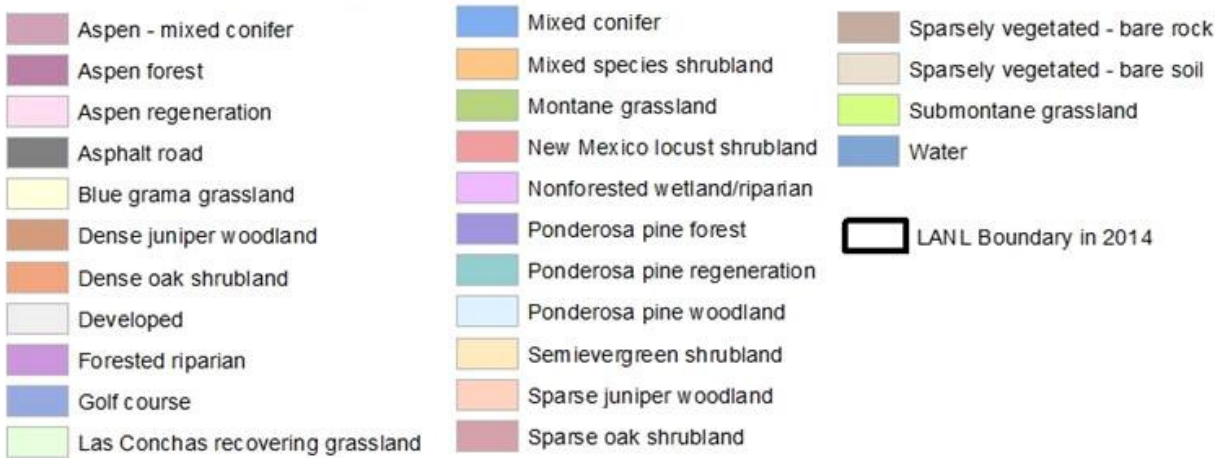 Aspen - mixed conifer
Aspen forest
Aspen regeneration
Asphalt road
Blue grama grassland
Dense juniper woodland
Dense oak shrubland
Developed
Forested riparian
Golf course
Las Conchas recovering grassland
Mixed conifer
Mixed species shrubland
Montane grassland
New Mexico locust shrubland
Nonforested wetland/riparian
Ponderosa pine forest
Ponderosa pine regeneration
Ponderosa pine woodland
Semievergreen shrubland
Sparse juniper woodland
Sparse oak shrubland
Sparsely vegetated - bare rock
Sparsely vegetated - bare soil
Submontane grassland
Water
LANL Boundary in 2014